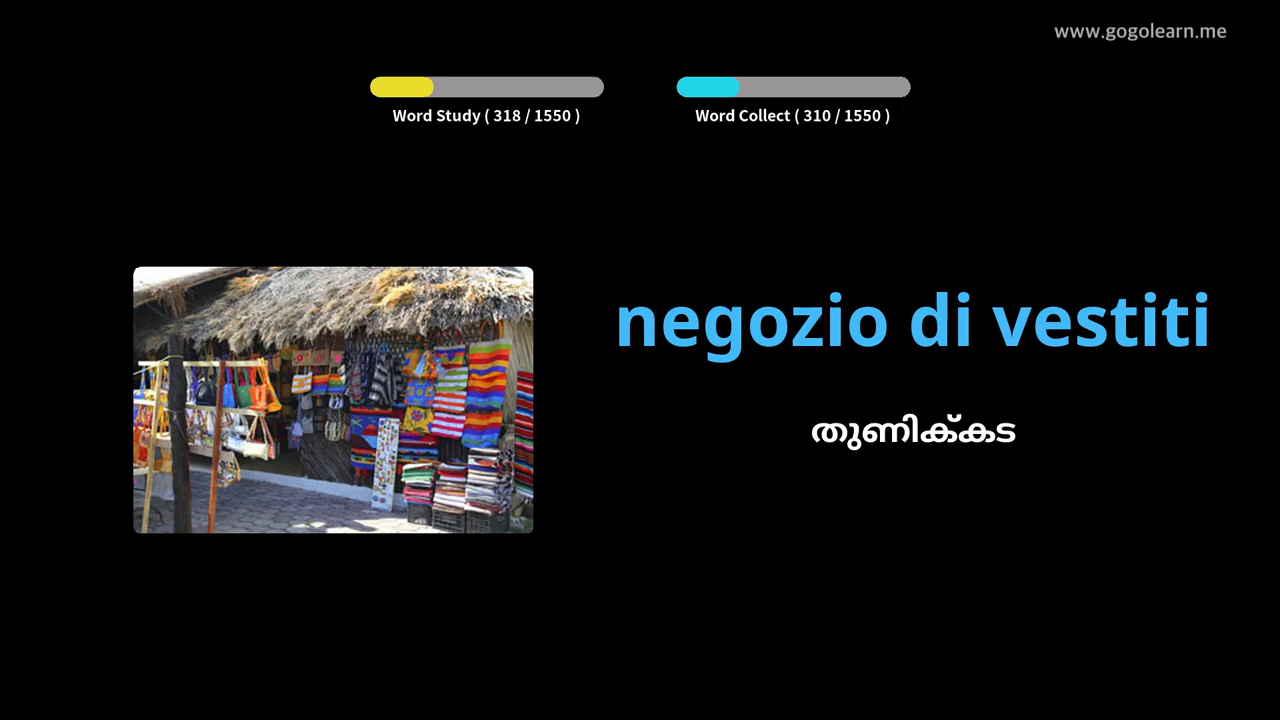 www.gogolearn.me
Word Study ( 318 / 1550 )
Word Collect ( 310 / 1550 )
negozio di vestiti
തുണിക്കട